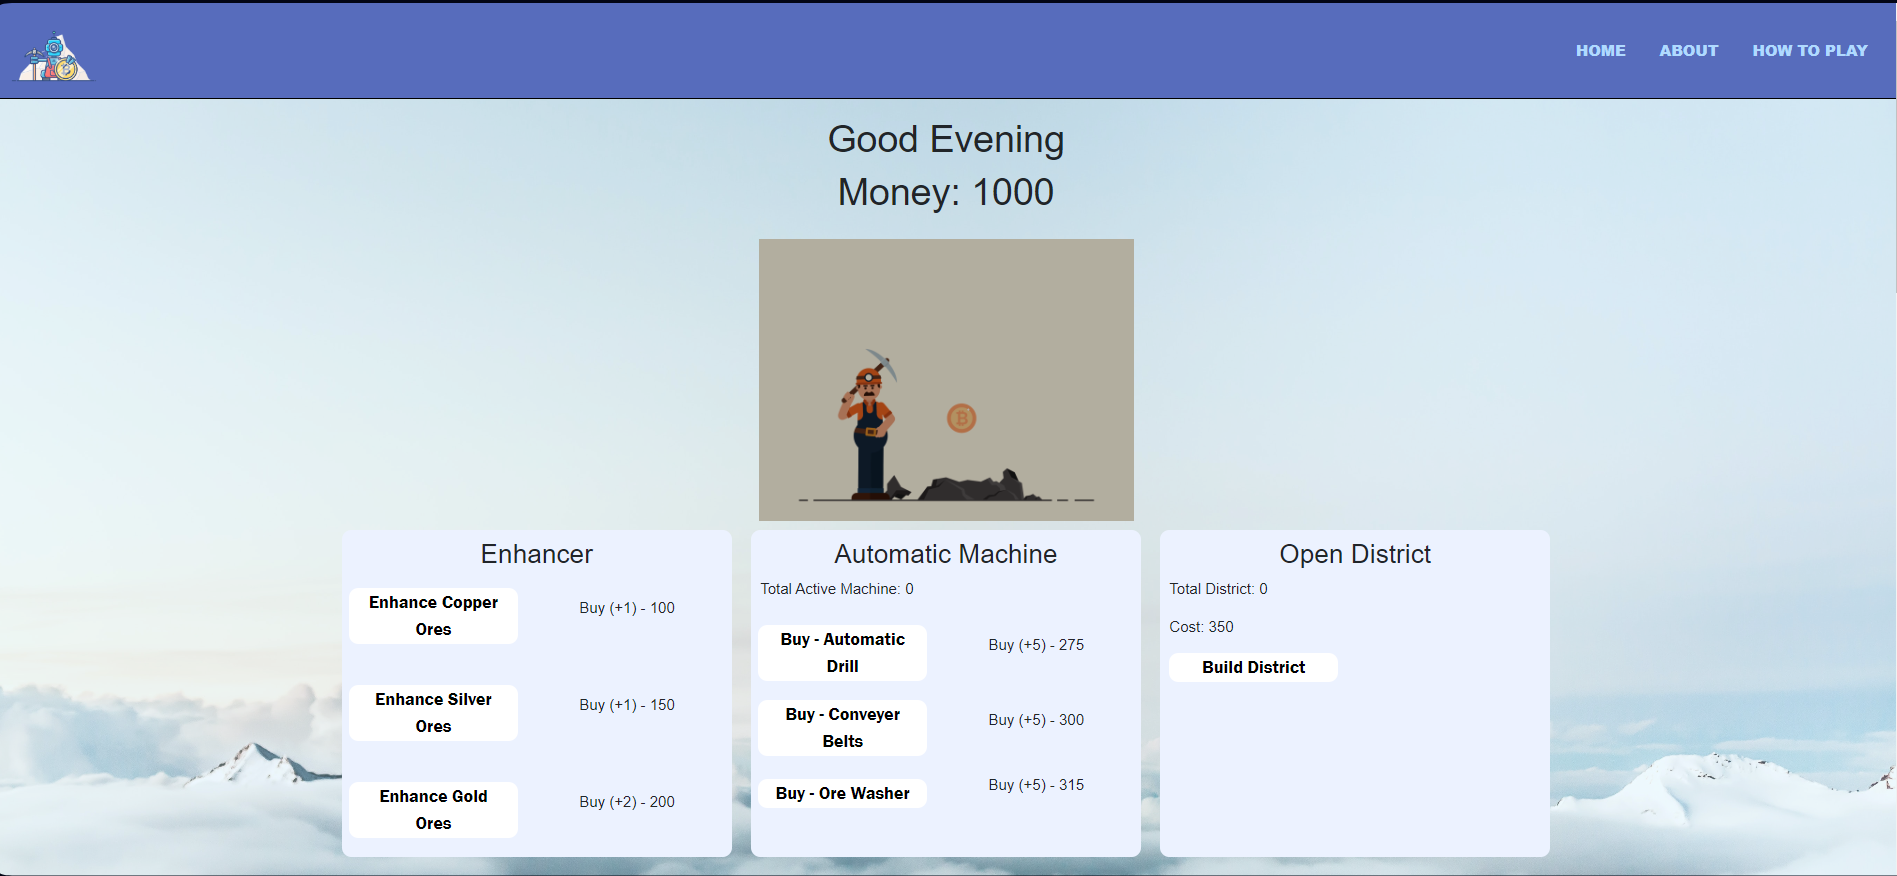 HOME ABOUT HOW TO PLAY
Good Evening
Money: 1000
Enhancer
Enhance Copper
Ores
Buy (+1) - 100
Enhance Silver
Ores
Buy (+1) - 150
Enhance Gold
Ores
Buy (+2) - 200
Automatic Machine
Total Active Machine: 0
Buy - Automatic
Drill
Buy (+5) - 275
Buy - Conveyer
Belts
Buy (+5) - 300
Buy - Ore Washer
Buy (+5) - 315
Open District
Total District: 0
Cost: 350
Build District